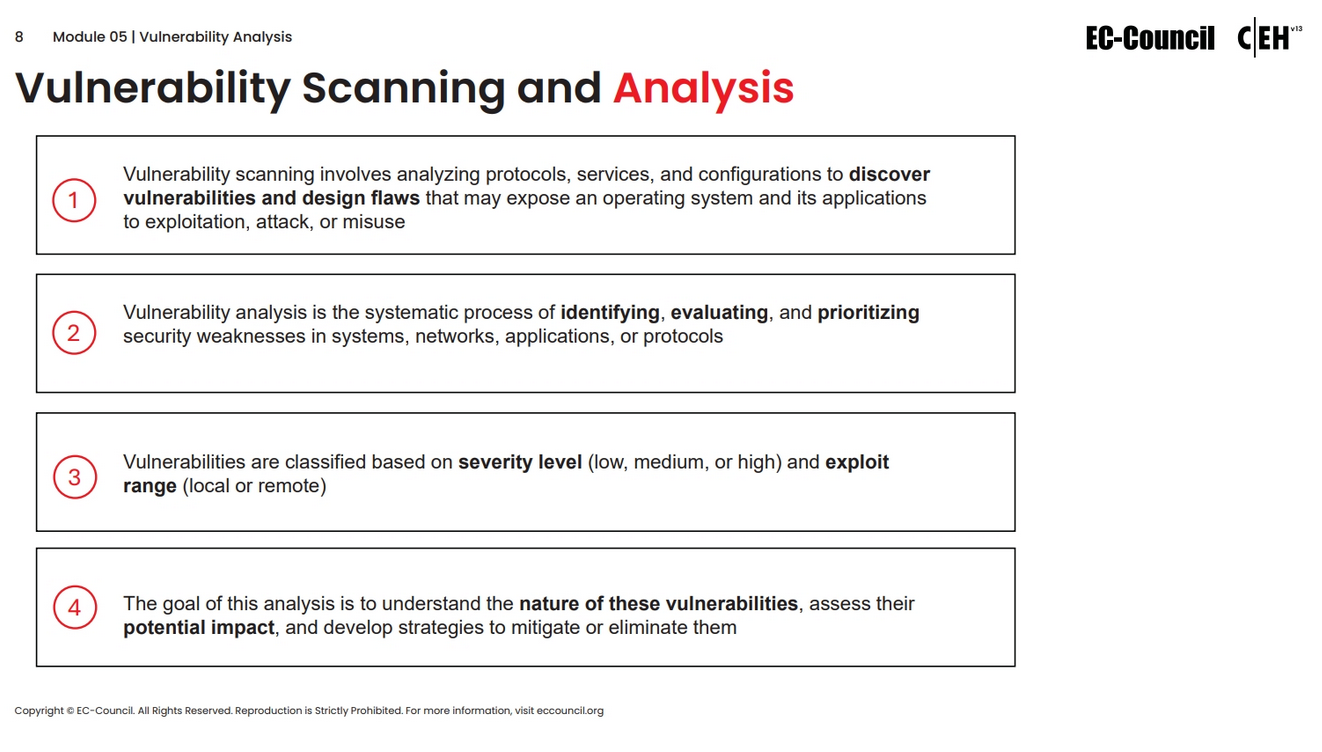 8 Module 05 | Vulnerability Analysis
EC-Council C|EH v13
Vulnerability Scanning and Analysis
1
Vulnerability scanning involves analyzing protocols, services, and configurations to discover
vulnerabilities and design flaws that may expose an operating system and its applications
to exploitation, attack, or misuse
2
Vulnerability analysis is the systematic process of identifying, evaluating, and prioritizing
security weaknesses in systems, networks, applications, or protocols
3
Vulnerabilities are classified based on severity level (low, medium, or high) and exploit
range (local or remote)
4
The goal of this analysis is to understand the nature of these vulnerabilities, assess their
potential impact, and develop strategies to mitigate or eliminate them
Copyright © EC-Council. All Rights Reserved. Reproduction is Strictly Prohibited. For more information, visit eccouncil.org